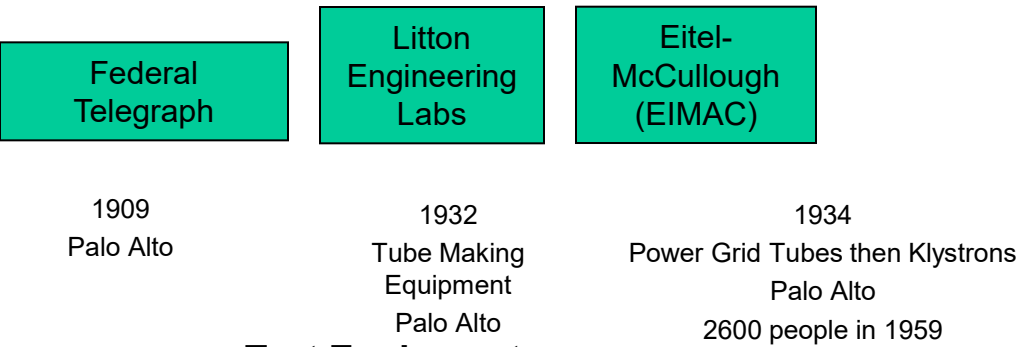 Federal
Telegraph
Litton
Engineering
Labs
Eitel-
McCullough
(EIMAC)
1909
Palo Alto
1932
Tube Making
Equipment
Palo Alto
1934
Power Grid Tubes then Klystrons
Palo Alto
2600 people in 1959